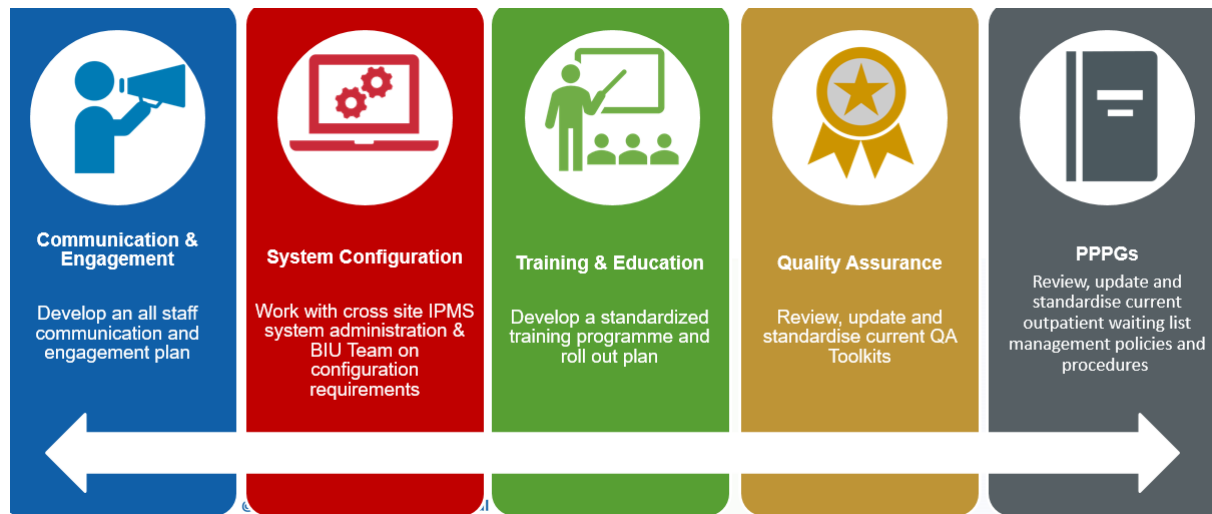 Communication &
Engagement
Develop an all staff
communication and
engagement plan
System Configuration
Work with cross site IPMS
system administration &
BIU Team on
configuration
requirements
Training & Education
Develop a standardized
training programme and
roll out plan
Quality Assurance
Review, update and
standardise current QA
Toolkits
PPPGs
Review, update and
standardise current
outpatient waiting list
management policies and
procedures